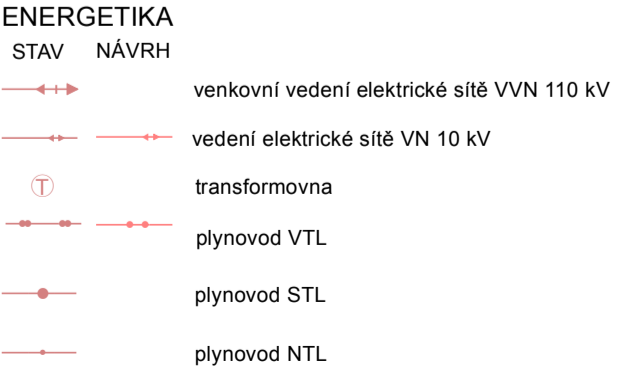 ENERGETIKA
STAV NÁVRH
venkovní vedení elektrické sítě VVN 110 kV
vedení elektrické sítě VN 10 kV
T transformovna
plynovod VTL
plynovod STL
plynovod NTL